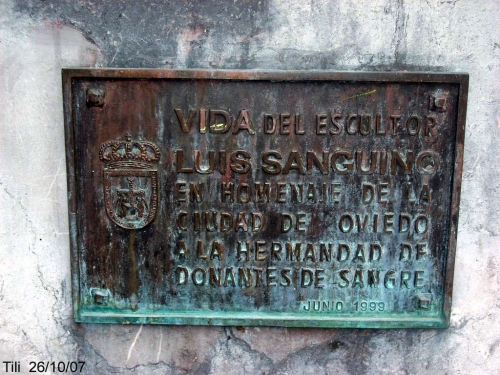 VIDA DEL ESCULTOR
LUIS SANGUINO
EN HOMENAJE DE LA
CIUDAD DE OVIEDO
A LA HERMANDAD DE
DONANTES DE SANGRE
JUNIO 1999
Tili 26/10/07